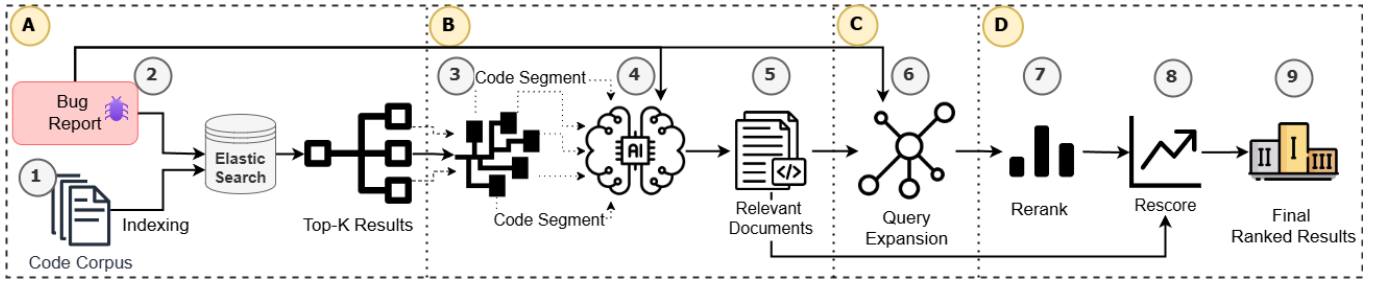 A
B
C
D
2
3
Code Segment
4
5
6
7
8
9
Bug
Report
Elastic
Search
AI
</>
II
I
III
1
Indexing
Top-K Results
Code Segment
Relevant
Documents
Query
Expansion
Rerank
Rescore
Final
Ranked Results
Code Corpus